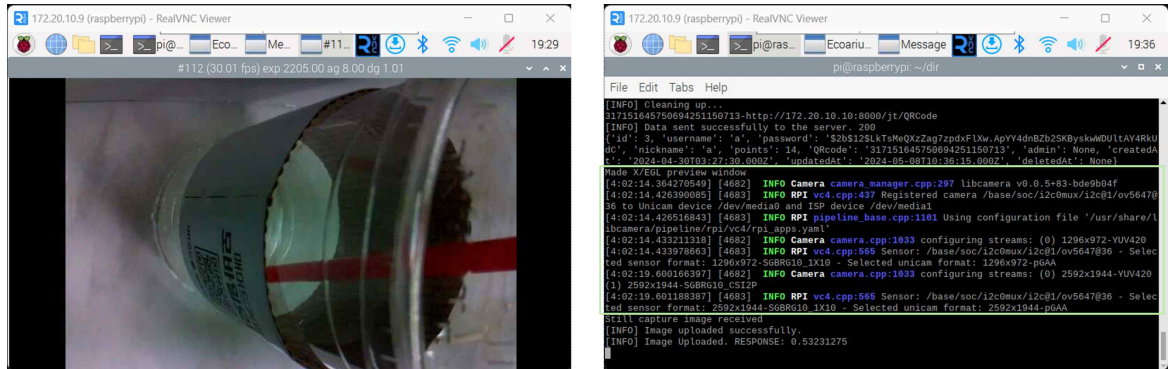 172.20.10.9 (raspberrypi) - RealVNC Viewer
pi@... Eco... Me... #11... 19:29
#112 (30.01 fps) exp 2205.00 ag 8.00 dg 1.01
172.20.10.9 (raspberrypi) - RealVNC Viewer
pi@ras... Ecoariu... Message 19:36
pi@raspberrypi: ~/dir
File Edit Tabs Help
[INFO] Cleaning up...
317151645750694251150713-http://172.20.10.10:8000/jt/QRCode
[INFO] Data sent successfully to the server. 200
{'id': 3, 'username': 'a', 'password': '$2b$12$LkTsMeQXzZag7zpdxFlXw.ApYY4dnBZb2SKByskwWDUltAY4RkU
dC', 'nickname': 'a', 'points': 14, 'QRcode': '317151645750694251150713', 'admin': None, 'createdA
t': '2024-04-30T03:27:30.000Z', 'updatedAt': '2024-05-08T10:36:15.000Z', 'deletedAt': None}
Made X/EGL preview window
[4:02:14.364270549] [4682] INFO Camera camera_manager.cpp:297 libcamera v0.0.5+83-bde9b04f
[4:02:14.426390085] [4683] INFO RPI vc4.cpp:437 Registered camera /base/soc/i2c0mux/i2c@1/ov5647@
36 to Unicam device /dev/media0 and ISP device /dev/media1
[4:02:14.426516843] [4683] INFO RPI pipeline_base.cpp:1101 Using configuration file '/usr/share/l
ibcamera/pipeline/rpi/vc4/rpi_apps.yaml'
[4:02:14.433211318] [4682] INFO Camera camera.cpp:1033 configuring streams: (0) 1296x972-YUV420
[4:02:14.433978663] [4683] INFO RPI vc4.cpp:565 Sensor: /base/soc/i2c0mux/i2c@1/ov5647@36 - Selec
ted sensor format: 1296x972-SGBRG10_1X10 - Selected unicam format: 1296x972-pGAA
[4:02:19.600166397] [4682] INFO Camera camera.cpp:1033 configuring streams: (0) 2592x1944-YUV420
(1) 2592x1944-SGBRG10_CSI2P
[4:02:19.601188387] [4683] INFO RPI vc4.cpp:565 Sensor: /base/soc/i2c0mux/i2c@1/ov5647@36 - Selec
ted sensor format: 2592x1944-SGBRG10_1X10 - Selected unicam format: 2592x1944-pGAA
Still capture image received
[INFO] Image uploaded successfully.
[INFO] Image Uploaded. RESPONSE: 0.53231275